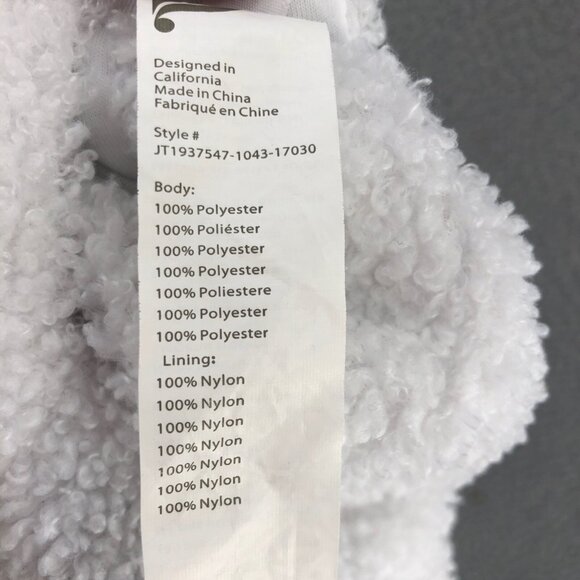 Designed in
California
Made in China
Fabriqué en Chine
Style #
JT1937547-1043-17030
Body:
100% Polyester
100% Poliéster
100% Polyester
100% Polyester
100% Poliestere
100% Polyester
100% Polyester
Lining:
100% Nylon
100% Nylon
100% Nylon
100% Nylon
100% Nylon
100% Nylon
100% Nylon